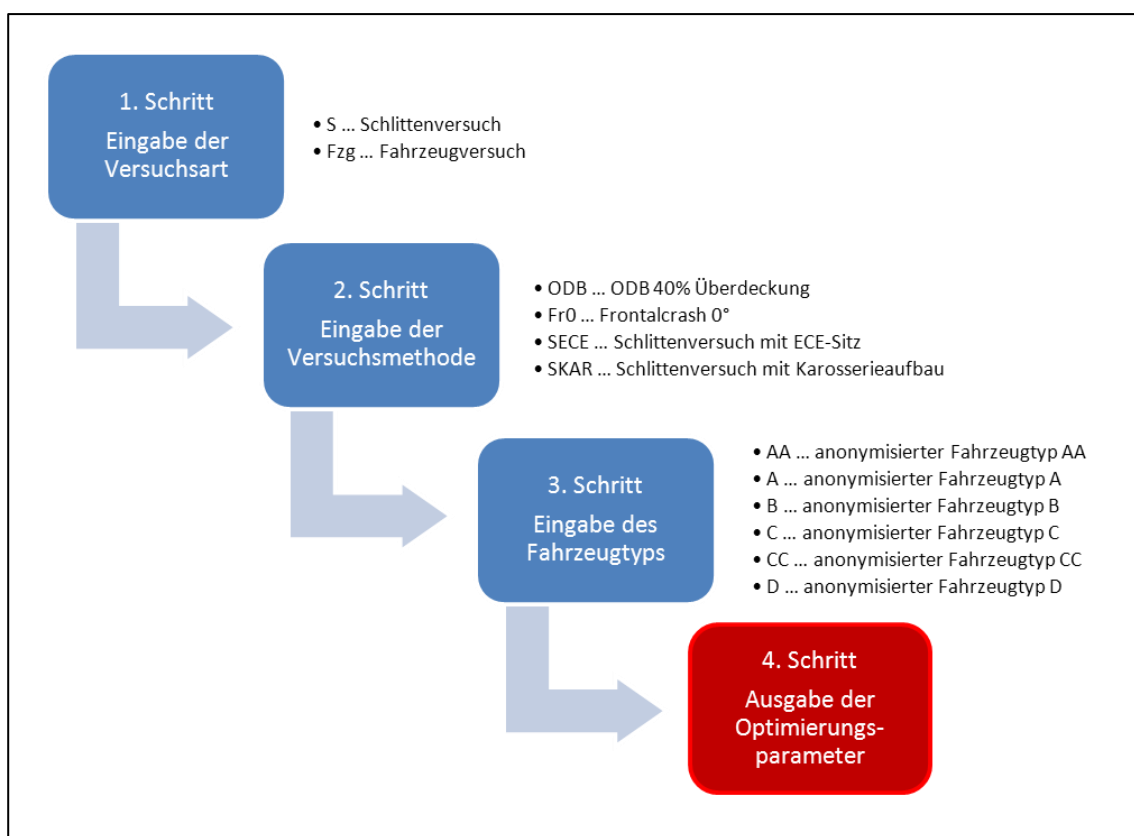 1. Schritt
Eingabe der
Versuchsart
• S ... Schlittenversuch
• Fzg ... Fahrzeugversuch
2. Schritt
Eingabe der
Versuchsmethode
• ODB ... ODB 40% Überdeckung
• Fr0 ... Frontalcrash 0°
• SECE ... Schlittenversuch mit ECE-Sitz
• SKAR ... Schlittenversuch mit Karosserieaufbau
3. Schritt
Eingabe des
Fahrzeugtyps
• AA ... anonymisierter Fahrzeugtyp AA
• A ... anonymisierter Fahrzeugtyp A
• B ... anonymisierter Fahrzeugtyp B
• C ... anonymisierter Fahrzeugtyp C
• CC ... anonymisierter Fahrzeugtyp CC
• D ... anonymisierter Fahrzeugtyp D
4. Schritt
Ausgabe der
Optimierungs-
parameter